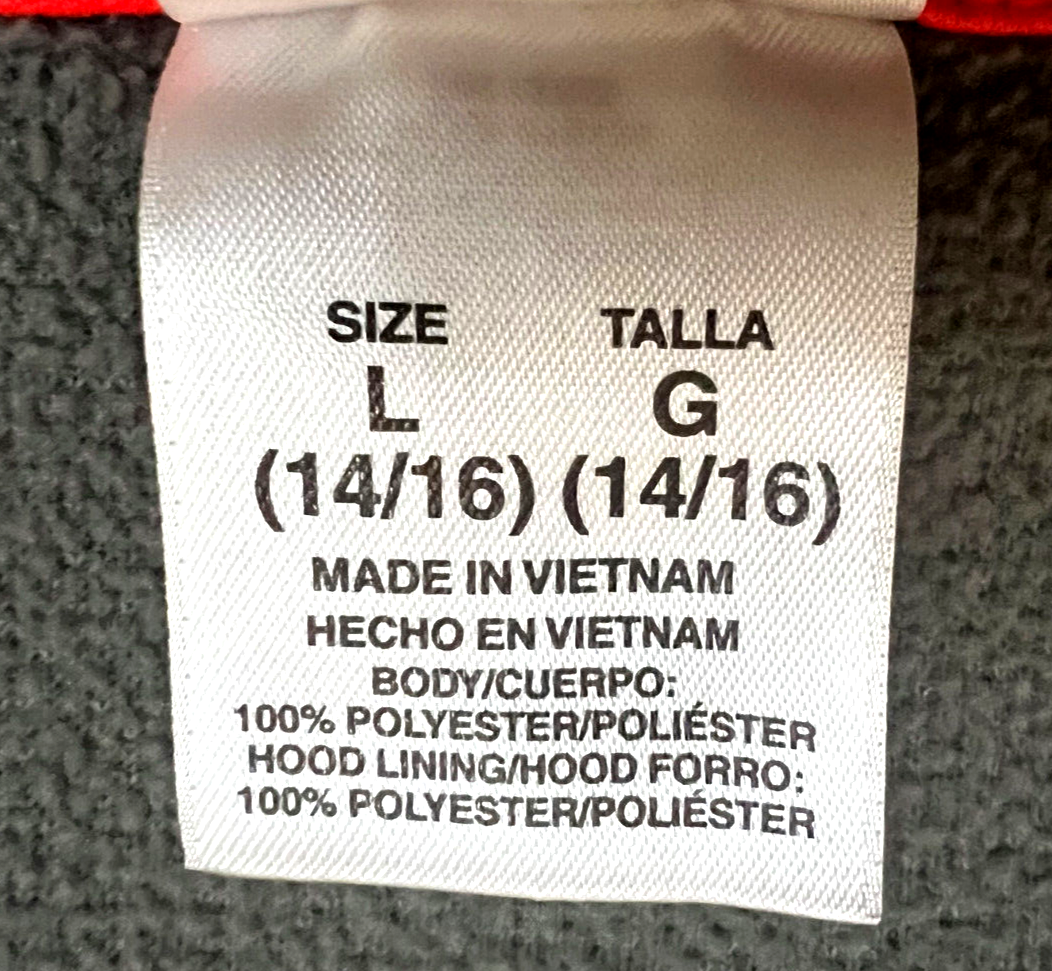 SIZE TALLA
L G
(14/16) (14/16)
MADE IN VIETNAM
HECHO EN VIETNAM
BODY/CUERPO:
100% POLYESTER/POLIÉSTER
HOOD LINING/HOOD FORRO:
100% POLYESTER/POLIÉSTER